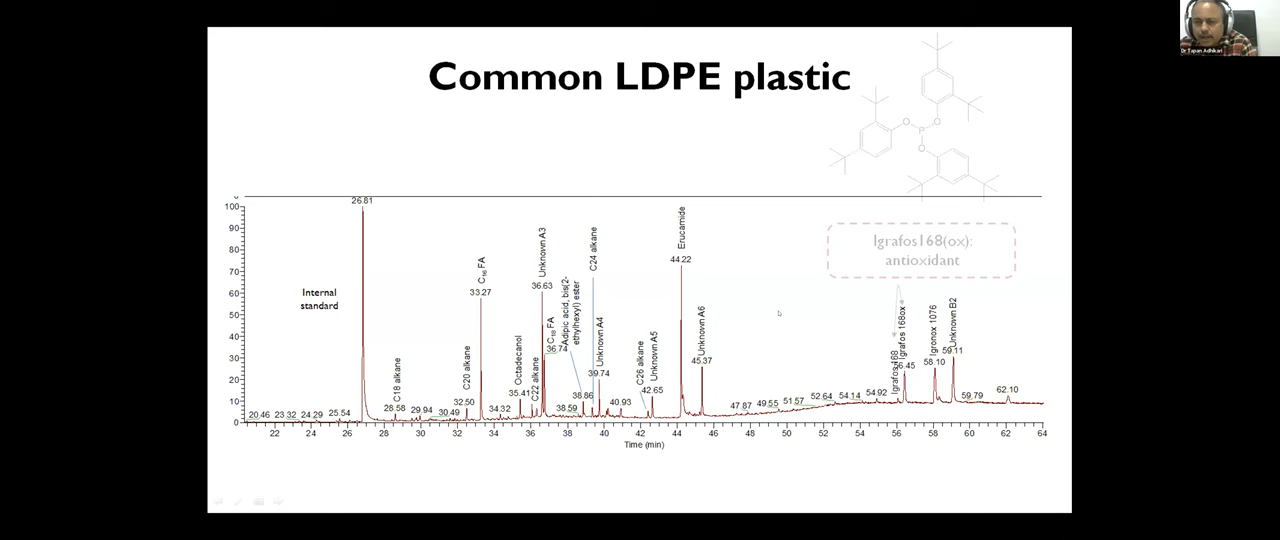 Dr Tapan Adhikari
Common LDPE plastic
O
P
O
O
Igrafos168(ox):
antioxidant
Internal
standard
100
90
80
70
60
50
40
30
20
10
0
26.81
C18 alkane
C20 alkane
C16 FA
33.27
Octadecanol
C22 alkane
Unknown A3
36.63
C18 FA
36.74
Adipic acid, bis(2-
ethylhexyl) ester
C24 alkane
Unknown A4
39.74
C26 alkane
Unknown A5
Erucamide
44.22
Unknown A6
45.37
Igrafos 168
Igrafos 168ox
Igronox 1076
58.10
Unknown B2
59.11
20.46
23.32
24.29
25.54
28.58
29.94
30.49
32.50
34.32
35.41
38.59
38.86
40.93
42.65
47.87
49.55
51.57
52.64
54.14
54.92
59.79
62.10
22 24 26 28 30 32 34 36 38 40 42 44 46 48 50 52 54 56 58 60 62 64
Time (min)